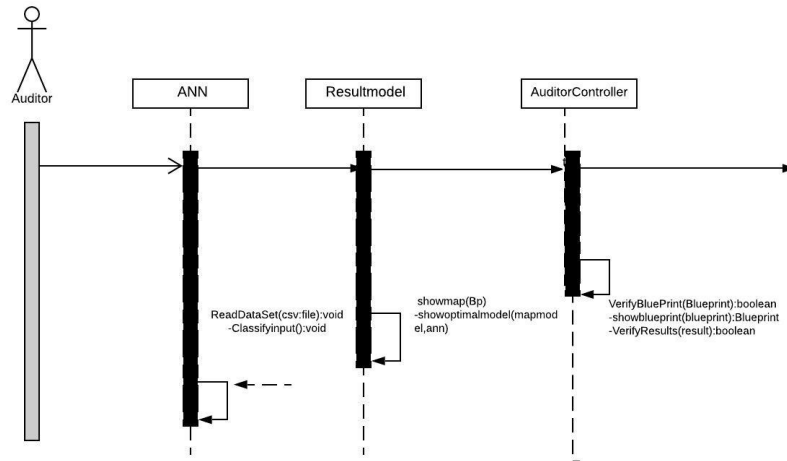 Auditor
ANN
Resultmodel
AuditorController
ReadDataSet(csv:file):void
-Classifyinput():void
showmap(Bp)
-showoptimalmodel(mapmod
el,ann)
VerifyBluePrint(Blueprint):boolean
-showblueprint(blueprint):Blueprint
-VerifyResults(result):boolean